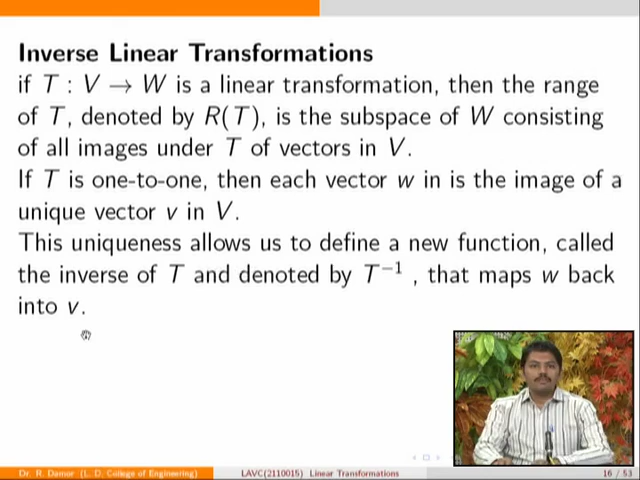 Inverse Linear Transformations
if T : V → W is a linear transformation, then the range
of T, denoted by R(T), is the subspace of W consisting
of all images under T of vectors in V.
If T is one-to-one, then each vector w in is the image of a
unique vector v in V.
This uniqueness allows us to define a new function, called
the inverse of T and denoted by T⁻¹ , that maps w back
into v.
Dr. R. Damor (L. D. College of Engineering) LAVC(2110015) Linear Transformations 16 / 53